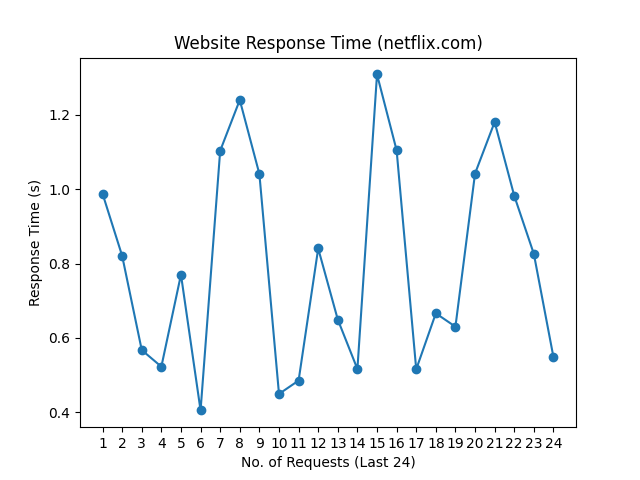 Website Response Time (netflix.com)
Response Time (s)
1.2
1.0
0.8
0.6
0.4
1 2 3 4 5 6 7 8 9 10 11 12 13 14 15 16 17 18 19 20 21 22 23 24
No. of Requests (Last 24)